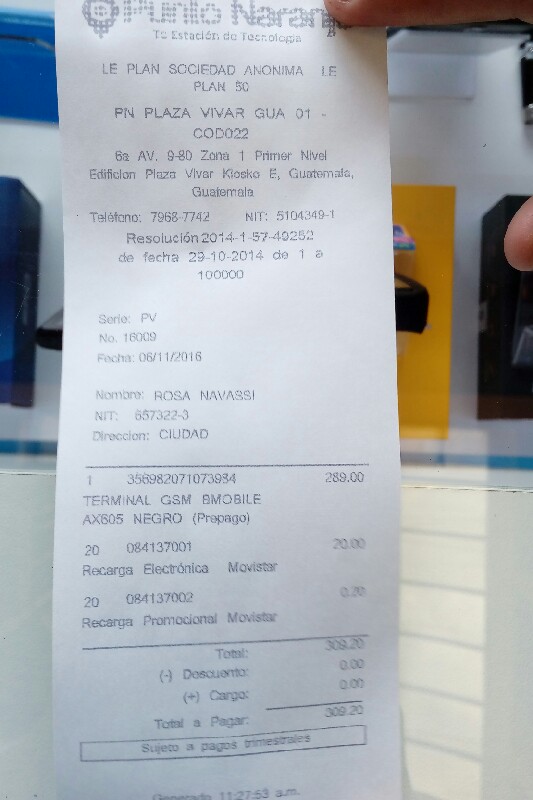 Punto Naranja
Tu Estación de Tecnología
LE PLAN SOCIEDAD ANONIMA LE
PLAN 50
PN PLAZA VIVAR GUA 01 -
COD022
6a AV. 9-80 Zona 1 Primer Nivel
Edificion Plaza Vivar Kiosko E, Guatemala,
Guatemala
Teléfono: 7968-7742 NIT: 5104349-1
Resolución 2014-1-57-49252
de fecha 29-10-2014 de 1 a
100000
Serie: PV
No. 16009
Fecha: 06/11/2016
Nombre: ROSA NAVASSI
NIT: 657322-3
Direccion: CIUDAD
1 356982071073984 289.00
TERMINAL GSM BMOBILE
AX605 NEGRO (Prepago)
20 084137001 20.00
Recarga Electrónica Movistar
20 084137002 0.20
Recarga Promocional Movistar
Total: 309.20
(-) Descuento: 0.00
(+) Cargo: 0.00
Total a Pagar: 309.20
Sujeto a pagos trimestrales
Generado 11:27:53 a.m.